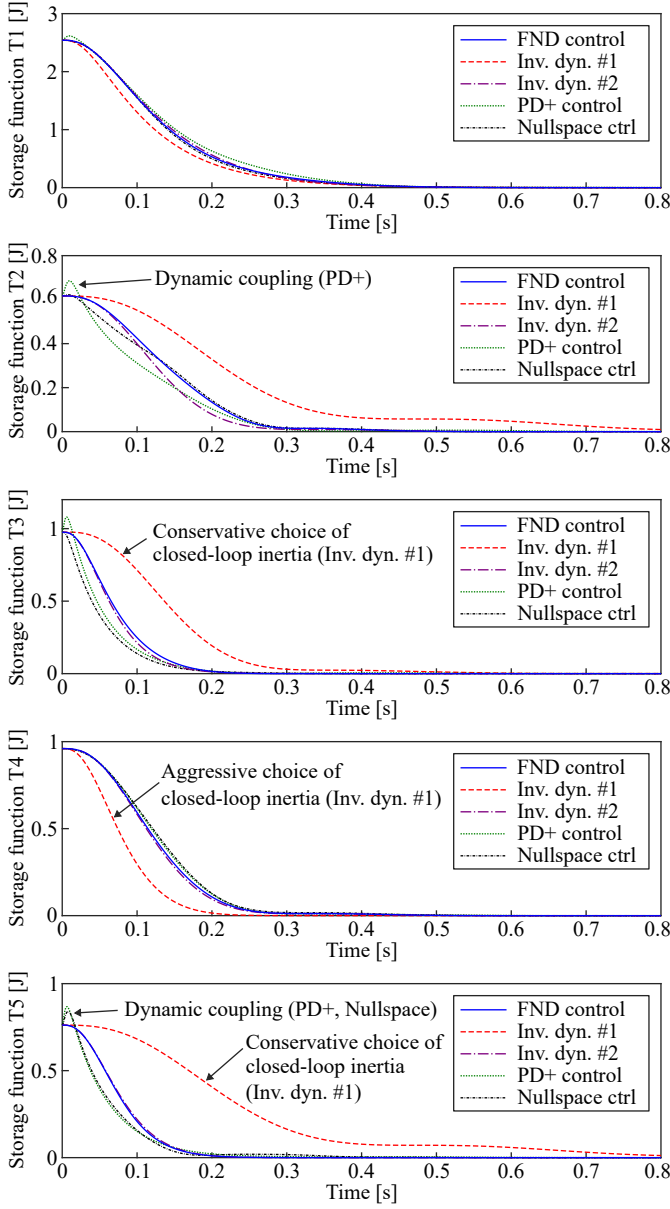 Storage function T1 [J]
3
2
1
0
FND control
Inv. dyn. #1
Inv. dyn. #2
PD+ control
Nullspace ctrl
0 0.1 0.2 0.3 0.4 0.5 0.6 0.7 0.8
Time [s]
Storage function T2 [J]
0.8
0.6
0.4
0.2
0
Dynamic coupling (PD+)
FND control
Inv. dyn. #1
Inv. dyn. #2
PD+ control
Nullspace ctrl
0 0.1 0.2 0.3 0.4 0.5 0.6 0.7 0.8
Time [s]
Storage function T3 [J]
1
0.5
0
Conservative choice of
closed-loop inertia (Inv. dyn. #1)
FND control
Inv. dyn. #1
Inv. dyn. #2
PD+ control
Nullspace ctrl
0 0.1 0.2 0.3 0.4 0.5 0.6 0.7 0.8
Time [s]
Storage function T4 [J]
1
0.5
0
Aggressive choice of
closed-loop inertia (Inv. dyn. #1)
FND control
Inv. dyn. #1
Inv. dyn. #2
PD+ control
Nullspace ctrl
0 0.1 0.2 0.3 0.4 0.5 0.6 0.7 0.8
Time [s]
Storage function T5 [J]
1
0.5
0
Dynamic coupling (PD+, Nullspace)
Conservative choice of
closed-loop inertia
(Inv. dyn. #1)
FND control
Inv. dyn. #1
Inv. dyn. #2
PD+ control
Nullspace ctrl
0 0.1 0.2 0.3 0.4 0.5 0.6 0.7 0.8
Time [s]